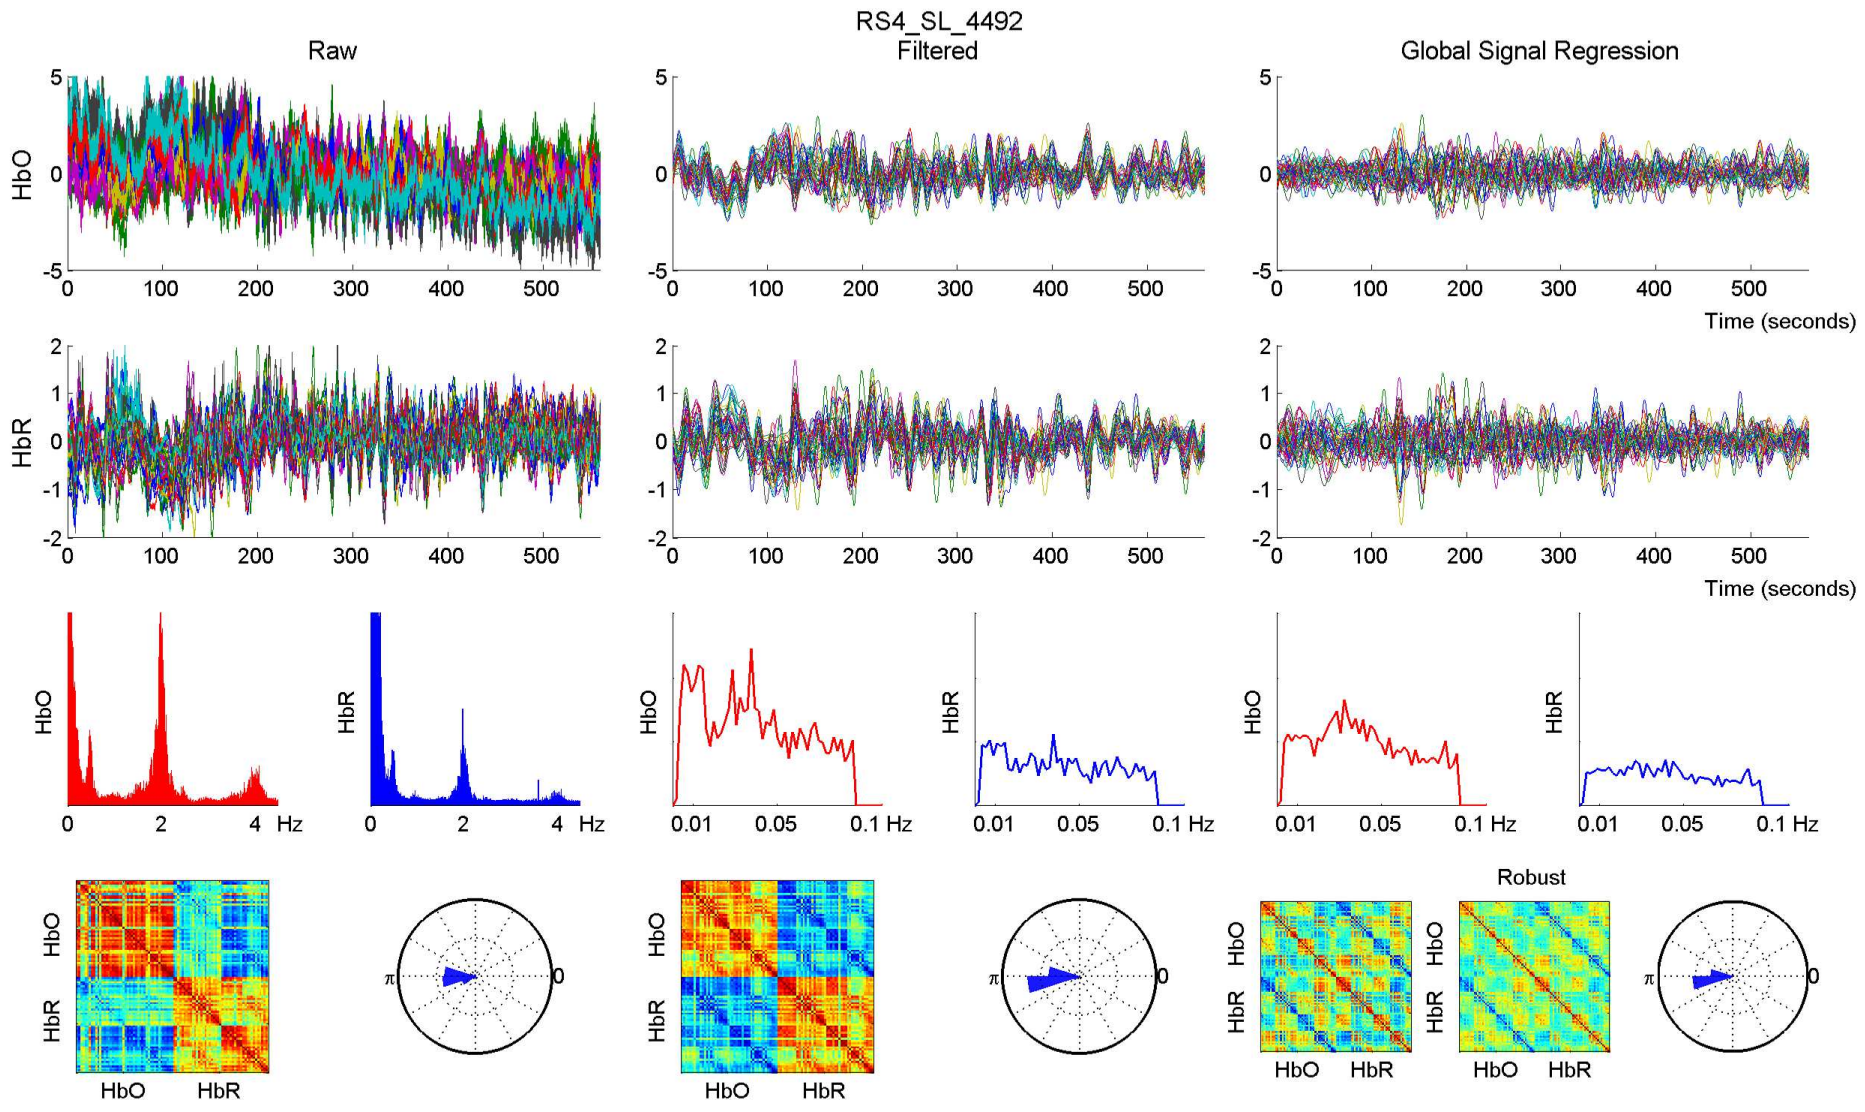 RS4_SL_4492
Raw
Filtered
Global Signal Regression
HbO
5
0
-5
0 100 200 300 400 500
5
0
-5
0 100 200 300 400 500
5
0
-5
0 100 200 300 400 500
Time (seconds)
HbR
2
1
0
-1
-2
0 100 200 300 400 500
2
1
0
-1
-2
0 100 200 300 400 500
2
1
0
-1
-2
0 100 200 300 400 500
Time (seconds)
HbO
0 2 4 Hz
HbR
0 2 4 Hz
HbO
0.01 0.05 0.1 Hz
HbR
0.01 0.05 0.1 Hz
HbO
0.01 0.05 0.1 Hz
HbR
0.01 0.05 0.1 Hz
HbO
HbR
HbO HbR
π 0
HbO
HbR
HbO HbR
π 0
HbO
HbR
HbO HbR
Robust
HbO
HbR
HbO HbR
π 0